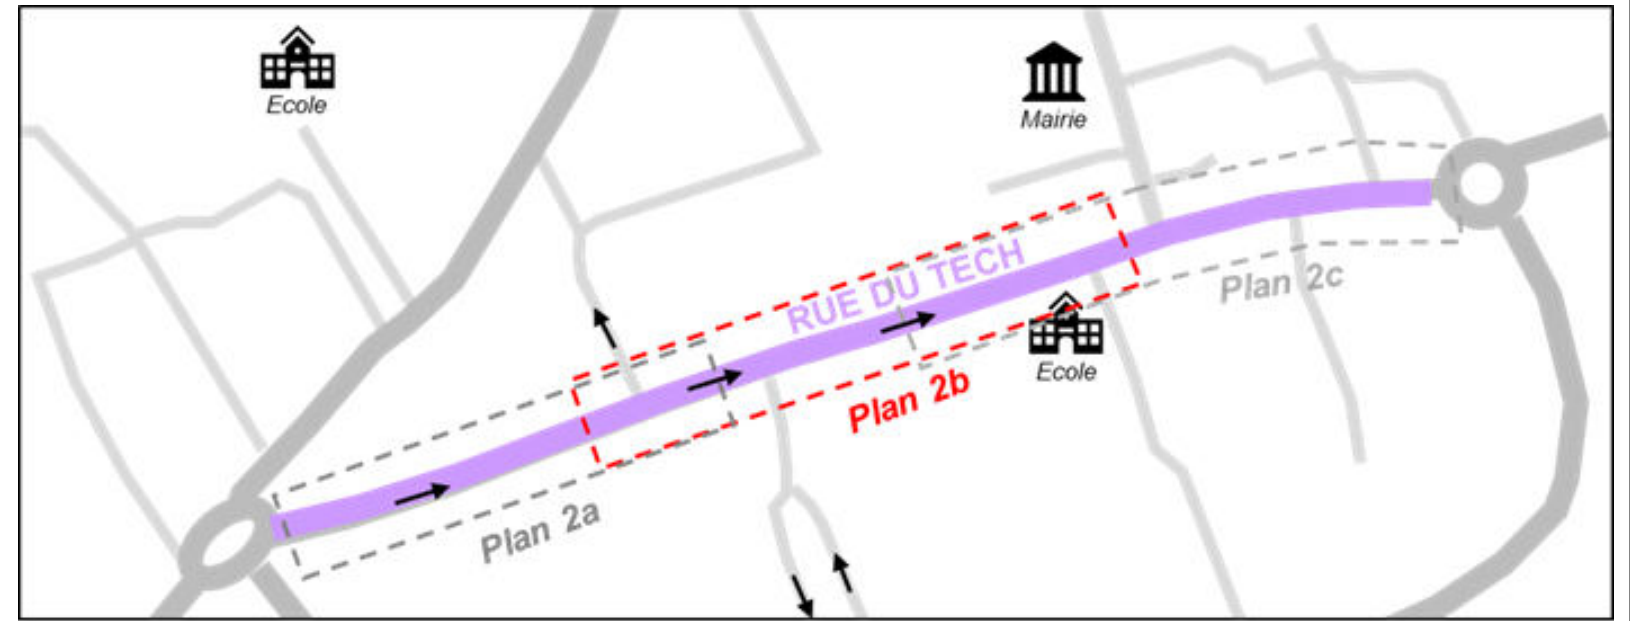 Ecole
Mairie
RUE DU TECH
Plan 2c
Ecole
Plan 2b
Plan 2a